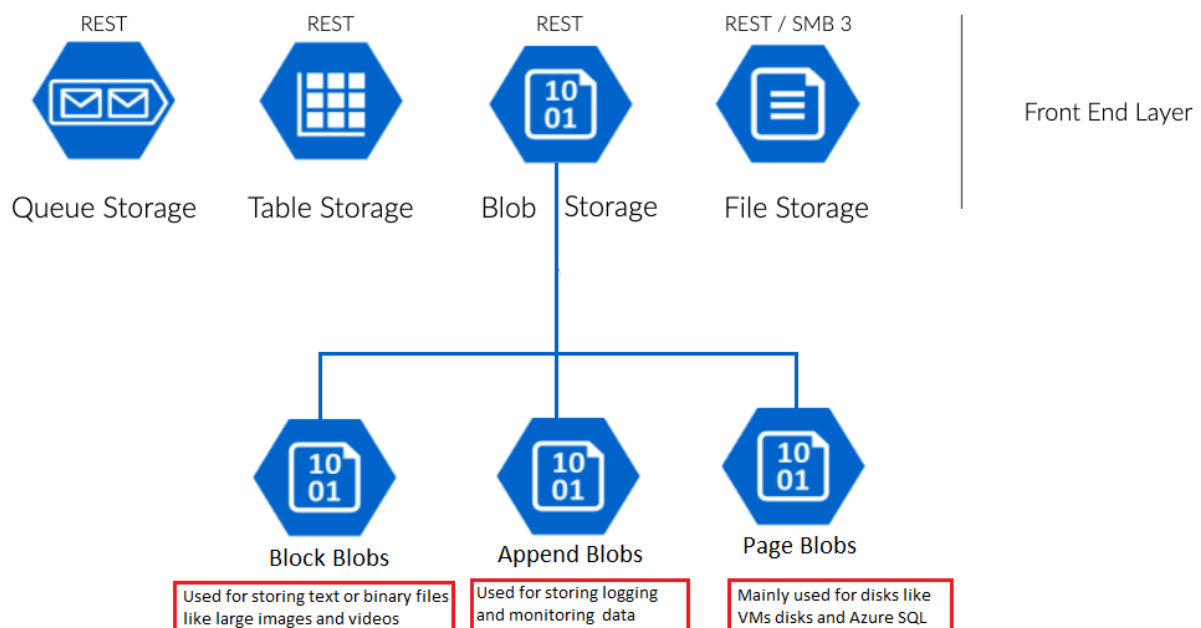 REST
REST
REST
REST / SMB 3
10
01
Front End Layer
Queue Storage
Table Storage
Blob Storage
File Storage
10
01
10
01
10
01
Block Blobs
Append Blobs
Page Blobs
Used for storing text or binary files
like large images and videos
Used for storing logging
and monitoring data
Mainly used for disks like
VMs disks and Azure SQL